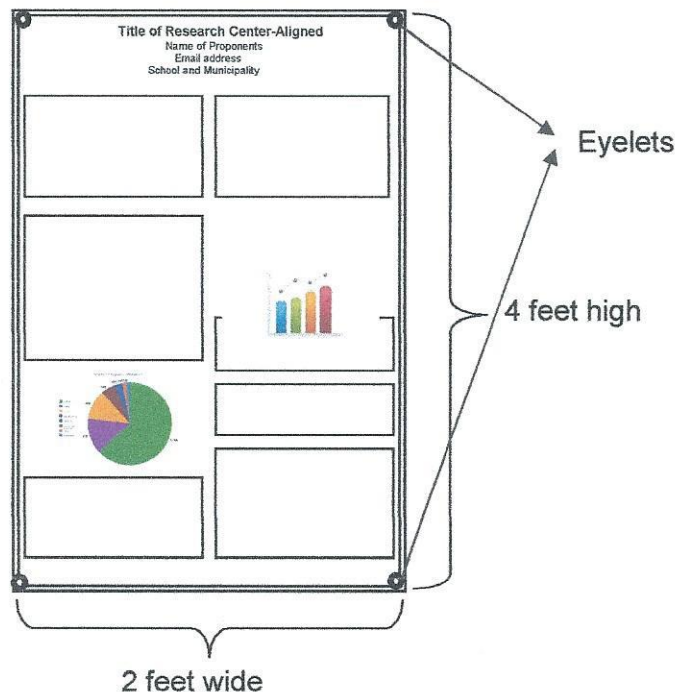 Title of Research Center-Aligned
Name of Proponents
Email address
School and Municipality
Eyelets
4 feet high
2 feet wide